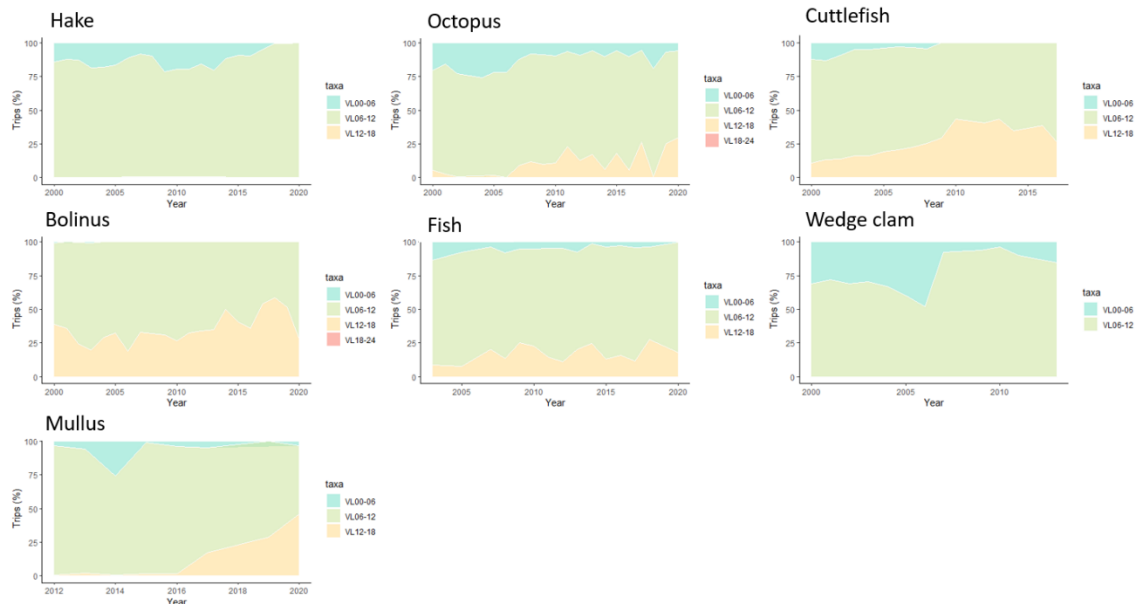 Hake
Trips (%)
100
75
50
25
0
2000
2005
2010
2015
2020
Year
taxa
VL00-06
VL06-12
VL12-18
Octopus
Trips (%)
100
75
50
25
0
2000
2005
2010
2015
2020
Year
taxa
VL00-06
VL06-12
VL12-18
VL18-24
Cuttlefish
Trips (%)
100
75
50
25
0
2000
2005
2010
2015
Year
taxa
VL00-06
VL06-12
VL12-18
Bolinus
Trips (%)
100
75
50
25
0
2000
2005
2010
2015
2020
Year
taxa
VL00-06
VL06-12
VL12-18
VL18-24
Fish
Trips (%)
100
75
50
25
0
2005
2010
2015
2020
Year
taxa
VL00-06
VL06-12
VL12-18
Wedge clam
Trips (%)
100
75
50
25
0
2000
2005
2010
Year
taxa
VL00-06
VL06-12
Mullus
Trips (%)
100
75
50
25
0
2012
2014
2016
2018
2020
Year
taxa
VL00-06
VL06-12
VL12-18